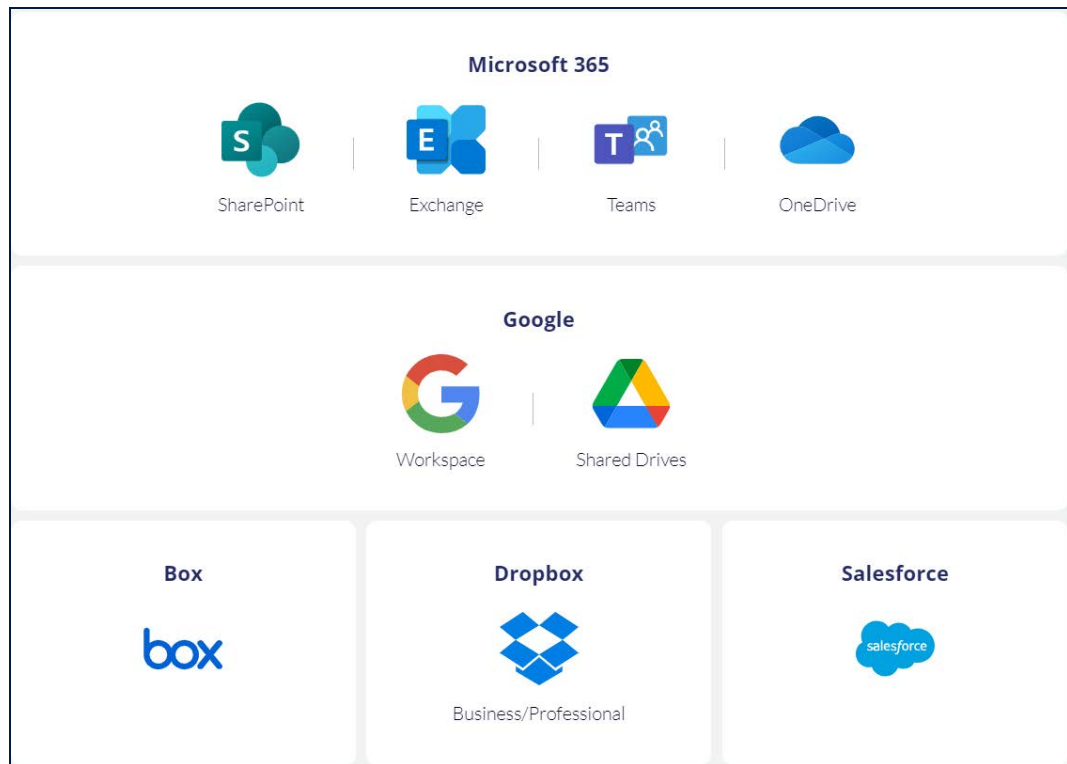 Microsoft 365
S
E
T
SharePoint
Exchange
Teams
OneDrive
Google
Workspace
Shared Drives
Box
Dropbox
Salesforce
box
salesforce
Business/Professional